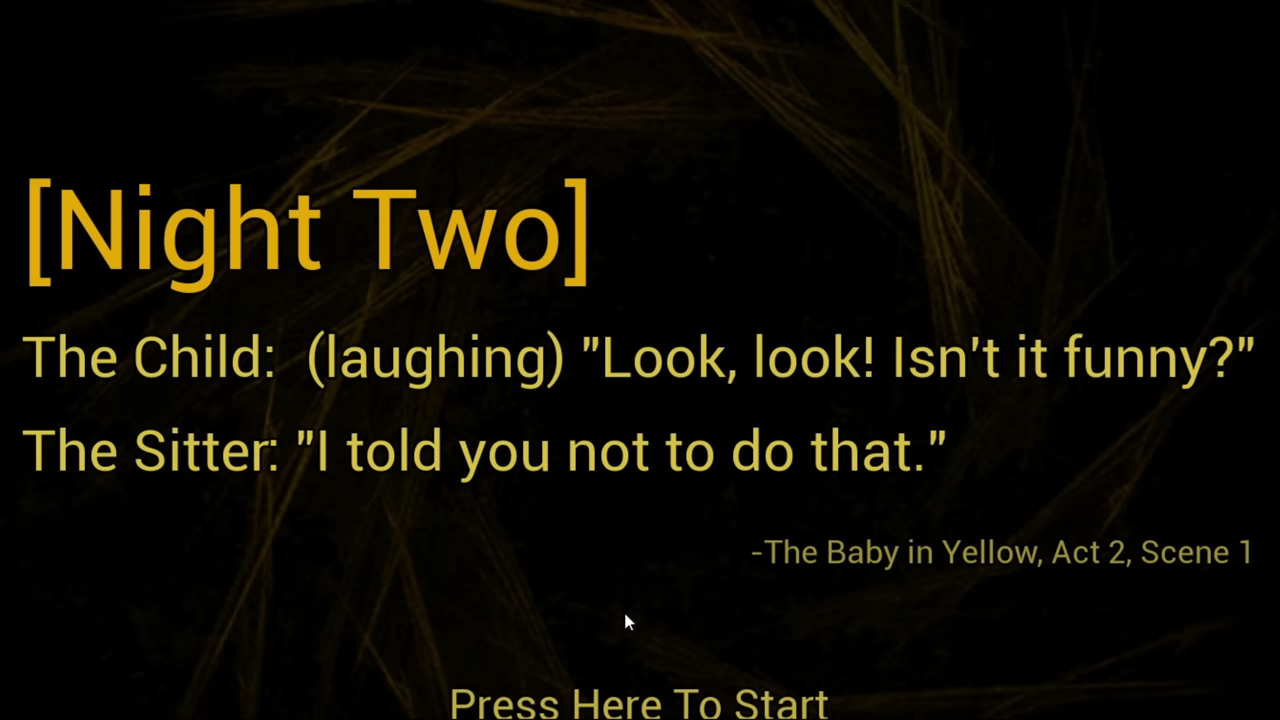 [Night Two]
The Child:  (laughing) "Look, look! Isn't it funny?"
The Sitter: "I told you not to do that."
-The Baby in Yellow, Act 2, Scene 1
Press Here To Start